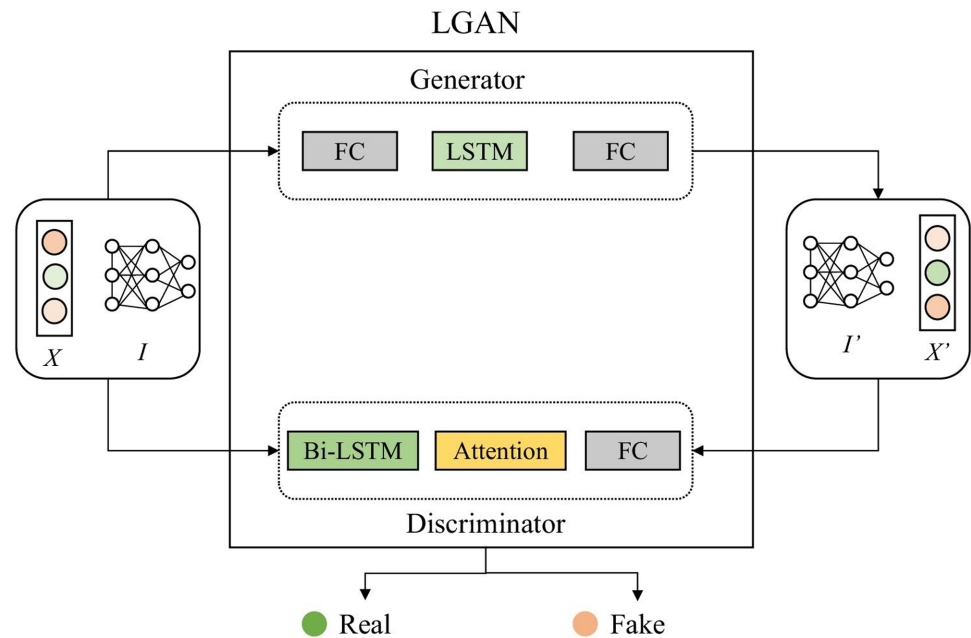 LGAN
Generator
FC LSTM FC
X I
I’ X’
Bi-LSTM Attention FC
Discriminator
Real Fake